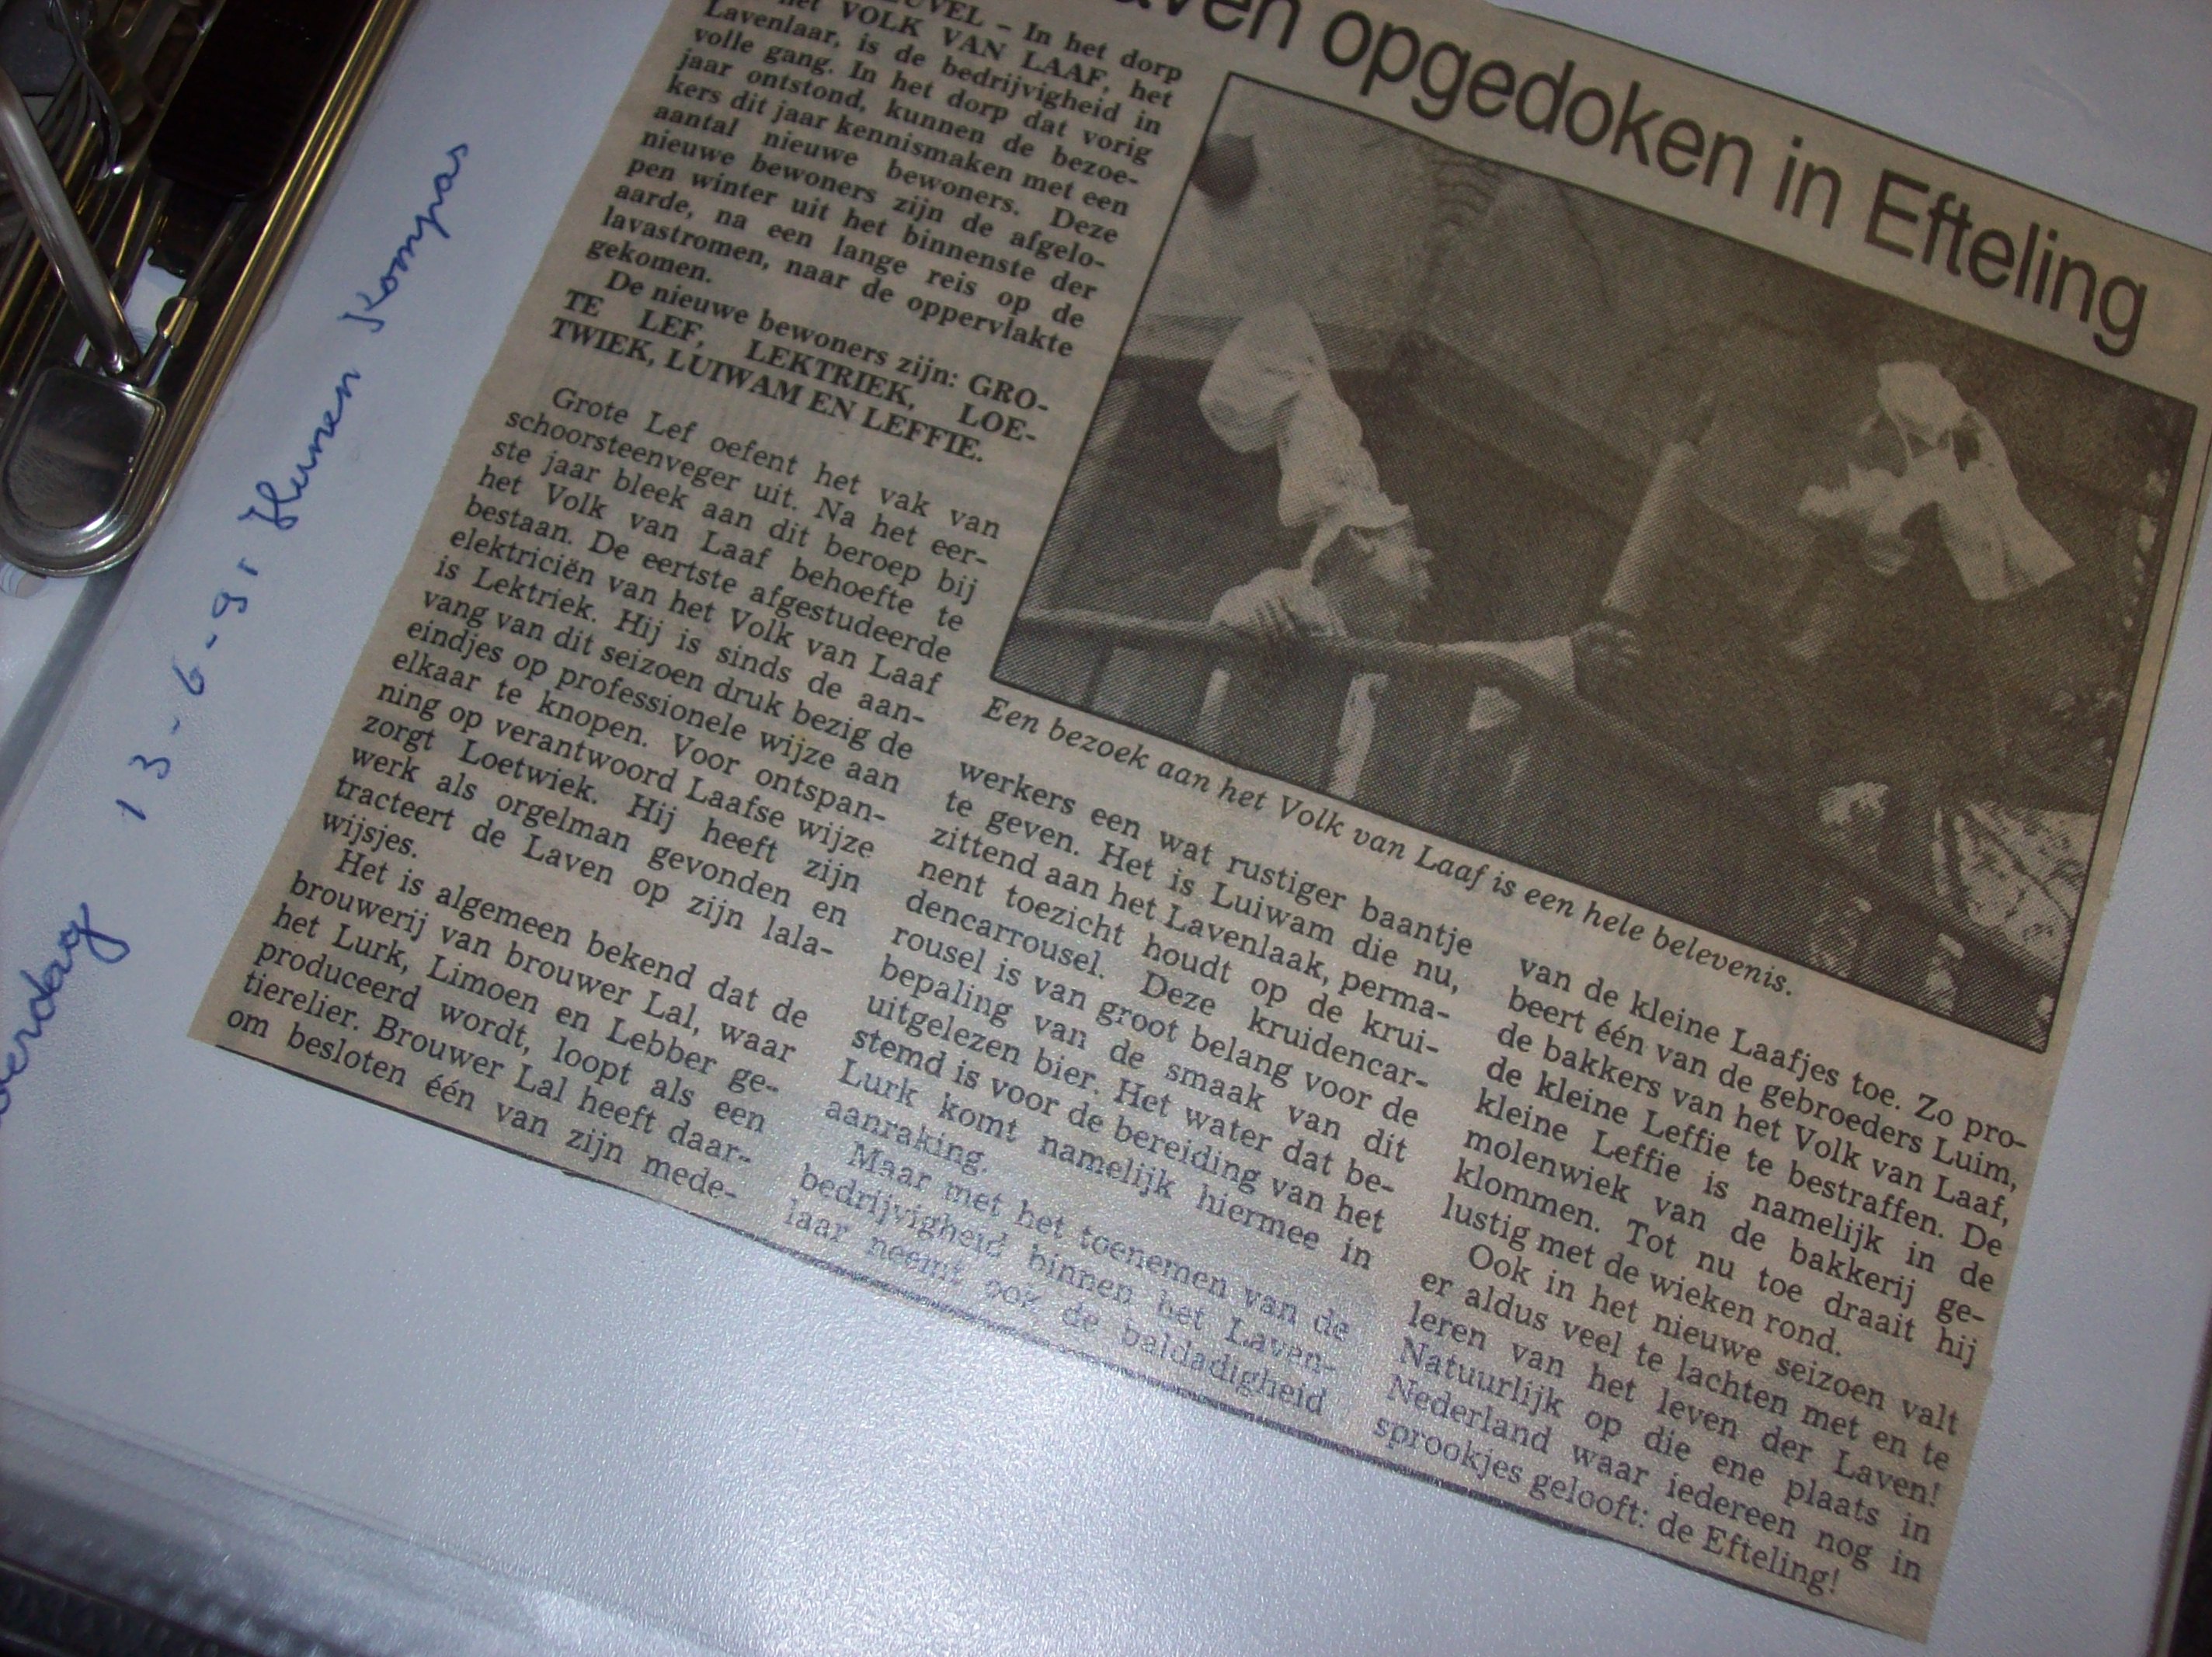 aven opgedoken in Efteling
UVEL – In het dorp
het VOLK VAN LAAF, het
Lavenlaar, is de bedrijvigheid in
volle gang. In het dorp dat vorig
jaar ontstond, kunnen de bezoe-
kers dit jaar kennismaken met een
aantal nieuwe bewoners. Deze
nieuwe bewoners zijn de afgelo-
pen winter uit het binnenste der
aarde, na een lange reis op de
lavastromen, naar de oppervlakte
gekomen.
De nieuwe bewoners zijn: GRO-
TE LEF, LEKTRIEK, LOE-
TWIEK, LUIWAM EN LEFFIE.
Grote Lef oefent het vak van
schoorsteenveger uit. Na het eer-
ste jaar bleek aan dit beroep bij
het Volk van Laaf behoefte te
bestaan. De eertste afgestudeerde
elektriciën van het Volk van Laaf
is Lektriek. Hij is sinds de aan-
vang van dit seizoen druk bezig de
eindjes op professionele wijze aan
elkaar te knopen. Voor ontspan-
ning op verantwoord Laafse wijze
zorgt Loetwiek. Hij heeft zijn
werk als orgelman gevonden en
tracteert de Laven op zijn lala-
wijsjes.
Het is algemeen bekend dat de
brouwerij van brouwer Lal, waar
het Lurk, Limoen en Lebber ge-
produceerd wordt, loopt als een
tierelier. Brouwer Lal heeft daar-
om besloten één van zijn mede-
Een bezoek aan het Volk van Laaf is een hele belevenis.
werkers een wat rustiger baantje
te geven. Het is Luiwam die nu,
zittend aan het Lavenlaak, perma-
nent toezicht houdt op de krui-
dencarrousel. Deze kruidencar-
rousel is van groot belang voor de
bepaling van de smaak van dit
uitgelezen bier. Het water dat be-
stemd is voor de bereiding van het
Lurk komt namelijk hiermee in
aanraking.
Maar met het toenemen van de
bedrijvigheid binnen het Laven-
laar neemt ook de baldadigheid
van de kleine Laafjes toe. Zo pro-
beert één van de gebroeders Luim,
de bakkers van het Volk van Laaf,
de kleine Leffie te bestraffen. De
kleine Leffie is namelijk in de
molenwiek van de bakkerij ge-
klommen. Tot nu toe draait hij
lustig met de wieken rond.
Ook in het nieuwe seizoen valt
er aldus veel te lachten met en te
leren van het leven der Laven!
Natuurlijk op die ene plaats in
Nederland waar iedereen nog in
sprookjes gelooft: de Efteling!
13-6-91 Hunen Kompas